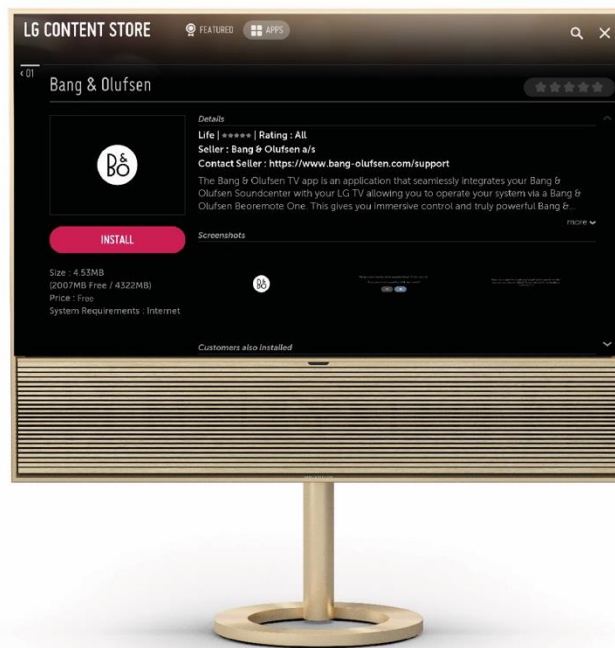 LG CONTENT STORE
FEATURED
APPS
‹ 01
Bang & Olufsen
Details
Life | ***** | Rating : All
Seller : Bang & Olufsen a/s
Contact Seller : https://www.bang-olufsen.com/support
The Bang & Olufsen TV app is an application that seamlessly integrates your Bang &
Olufsen Soundcenter with your LG TV allowing you to operate your system via a Bang &
Olufsen Beoremote One. This gives you immersive control and truly powerful Bang &...
more
B&O
INSTALL
Screenshots
Size : 4.53MB
(2007MB Free / 4322MB)
Price : Free
System Requirements : Internet
B&O
Customers also installed